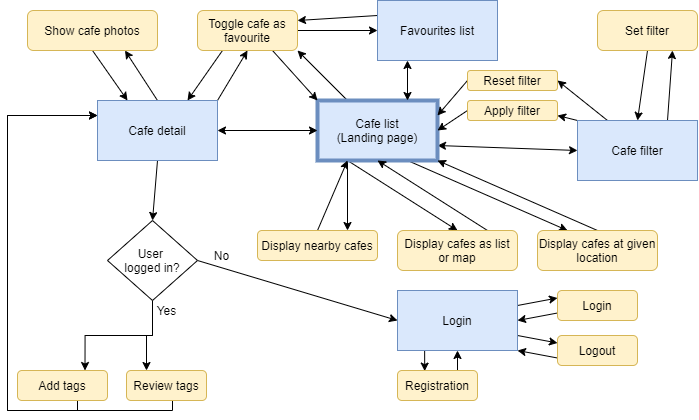 Show cafe photos
Toggle cafe as
favourite
Favourites list
Set filter
Reset filter
Apply filter
Cafe detail
Cafe list
(Landing page)
Cafe filter
Display nearby cafes
Display cafes as list
or map
Display cafes at given
location
User
logged in?
No
Yes
Login
Login
Logout
Registration
Add tags
Review tags